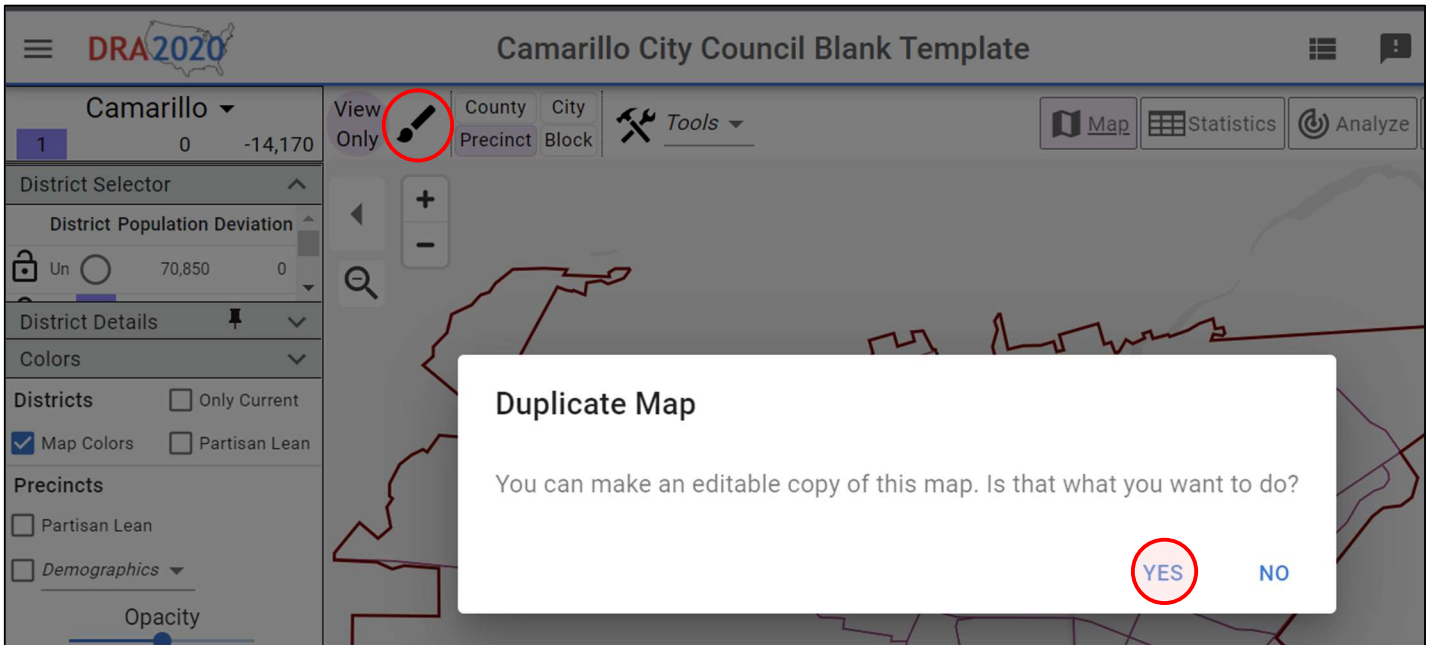 DRA2020
Camarillo City Council Blank Template
Camarillo
1 0 -14,170
View Only
County City
Precinct Block
Tools
Map
Statistics
Analyze
District Selector
District Population Deviation
Un 70,850 0
District Details
Colors
Districts Only Current
Map Colors Partisan Lean
Precincts
Partisan Lean
Demographics
Opacity
Duplicate Map
You can make an editable copy of this map. Is that what you want to do?
YES NO